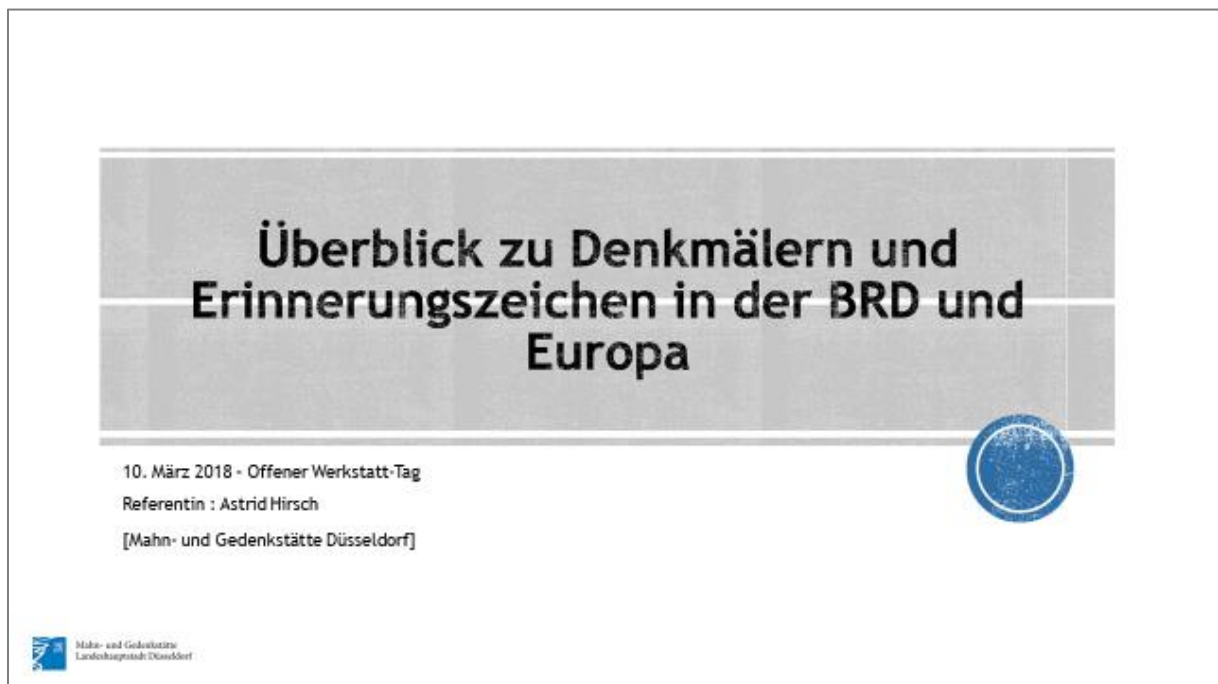 Überblick zu Denkmälern und
Erinnerungszeichen in der BRD und
Europa
10. März 2018 - Offener Werkstatt-Tag
Referentin : Astrid Hirsch
[Mahn- und Gedenkstätte Düsseldorf]
Mahn- und Gedenkstätte
Landeshauptstadt Düsseldorf